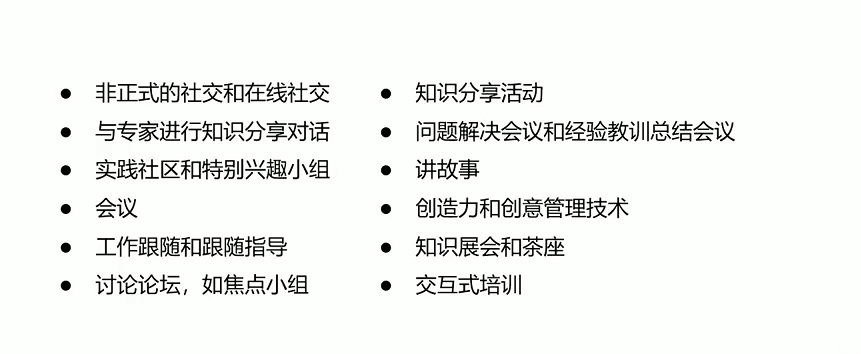 ● 非正式的社交和在线社交
● 与专家进行知识分享对话
● 实践社区和特别兴趣小组
● 会议
● 工作跟随和跟随指导
● 讨论论坛，如焦点小组
● 知识分享活动
● 问题解决会议和经验教训总结会议
● 讲故事
● 创造力和创意管理技术
● 知识展会和茶座
● 交互式培训